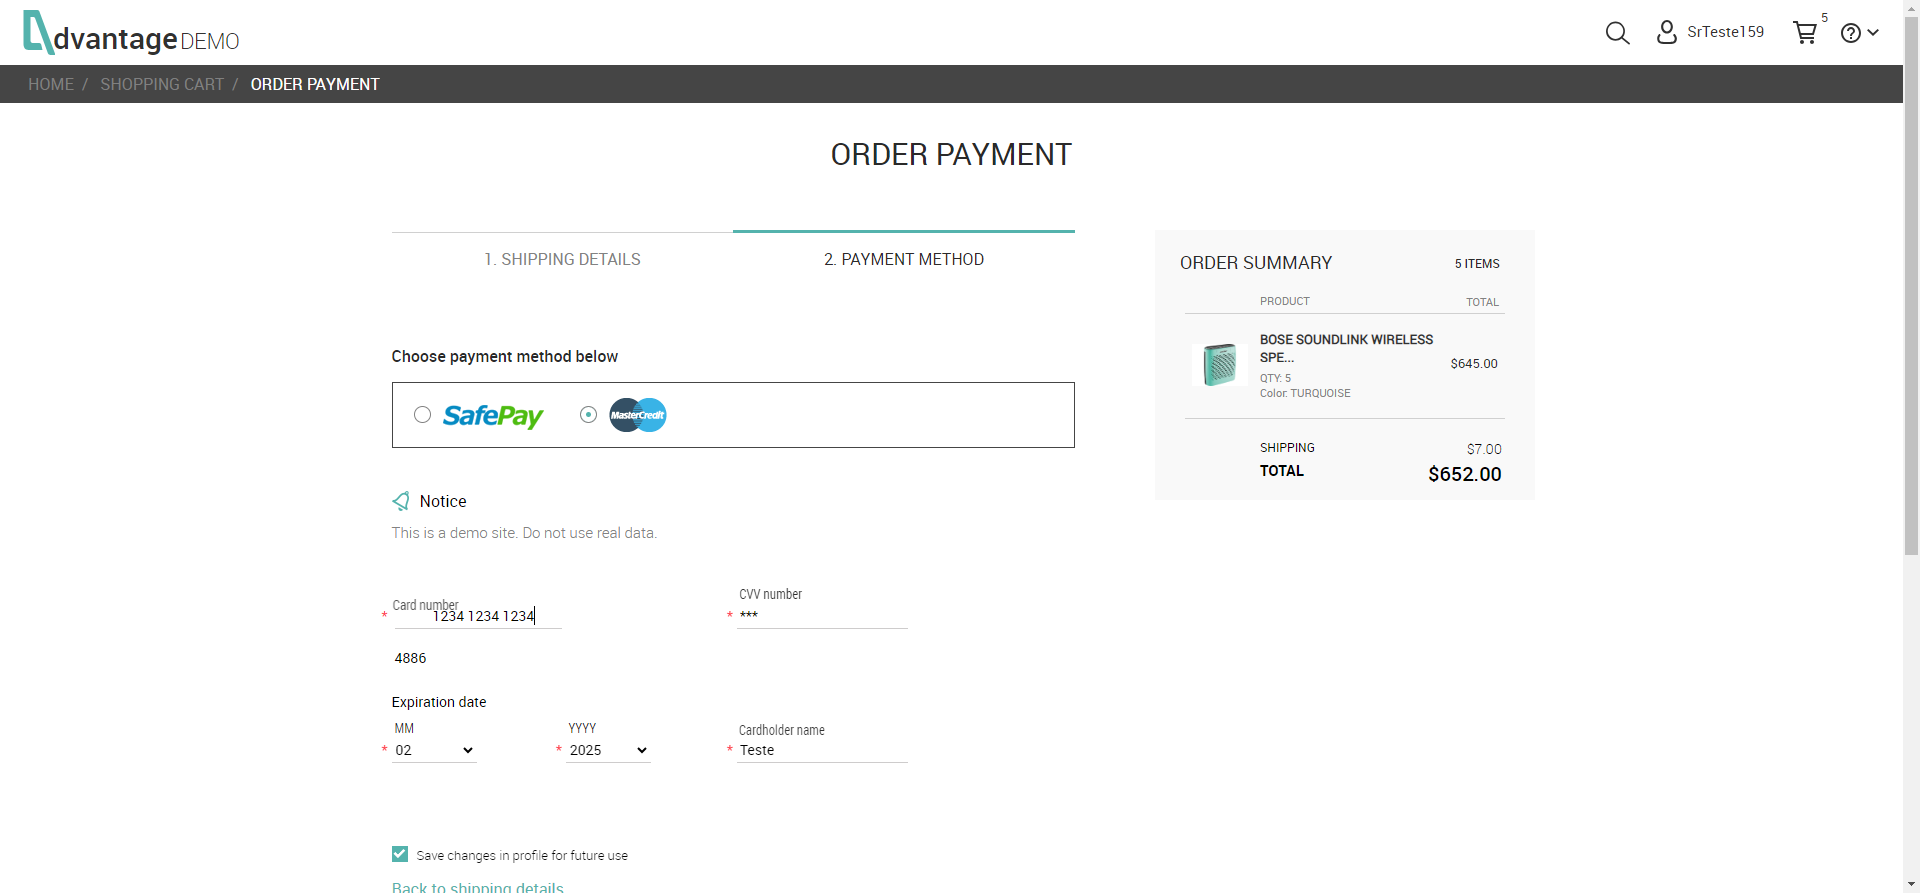 dvantage DEMO
SrTeste159
5
HOME / SHOPPING CART / ORDER PAYMENT
ORDER PAYMENT
1. SHIPPING DETAILS
2. PAYMENT METHOD
Choose payment method below
SafePay
MasterCredit
Notice
This is a demo site. Do not use real data.
Card number
* 1234 1234 1234
4886
CVV number
* ***
Expiration date
MM
* 02
YYYY
* 2025
Cardholder name
* Teste
Save changes in profile for future use
Back to shipping details
ORDER SUMMARY
5 ITEMS
PRODUCT
TOTAL
BOSE SOUNDLINK WIRELESS
SPE...
$645.00
QTY: 5
Color: TURQUOISE
SHIPPING
$7.00
TOTAL
$652.00